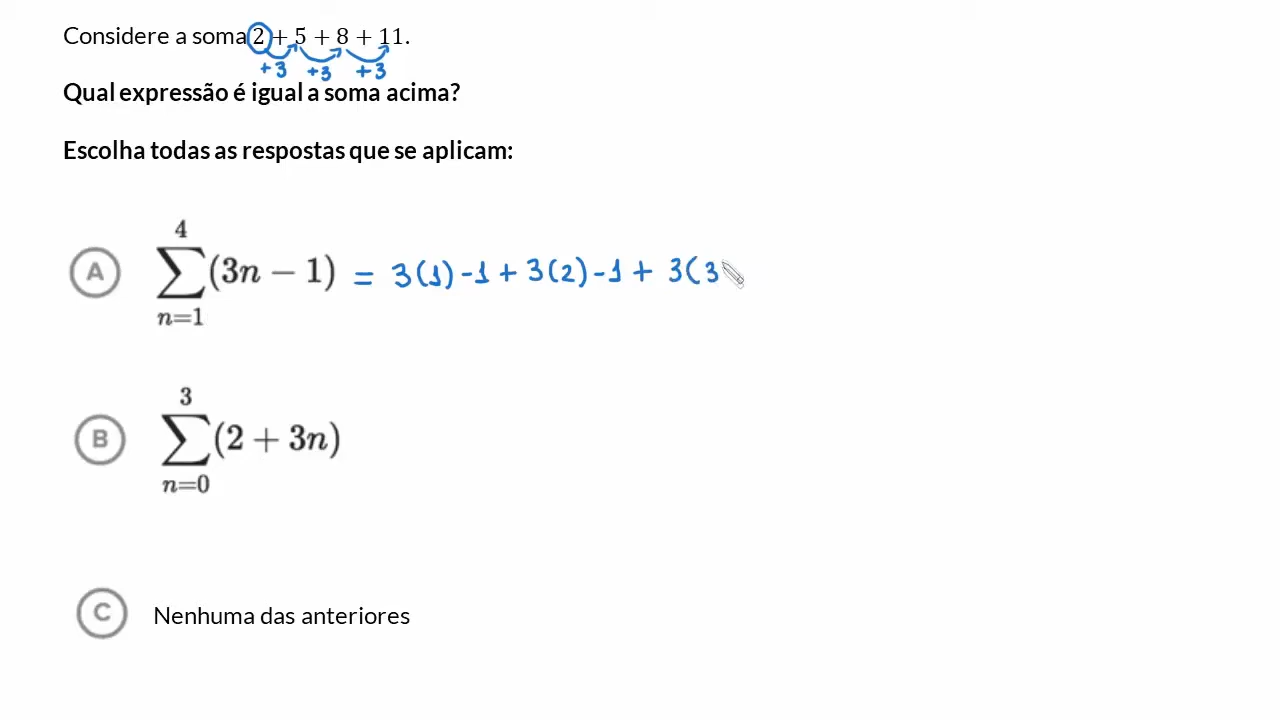 Considere a soma 2 + 5 + 8 + 11.
+3 +3 +3
Qual expressão é igual a soma acima?
Escolha todas as respostas que se aplicam:
4
A ∑(3n − 1) = 3(1) -1 + 3(2) -1 + 3(3
n=1
3
B ∑(2 + 3n)
n=0
C Nenhuma das anteriores